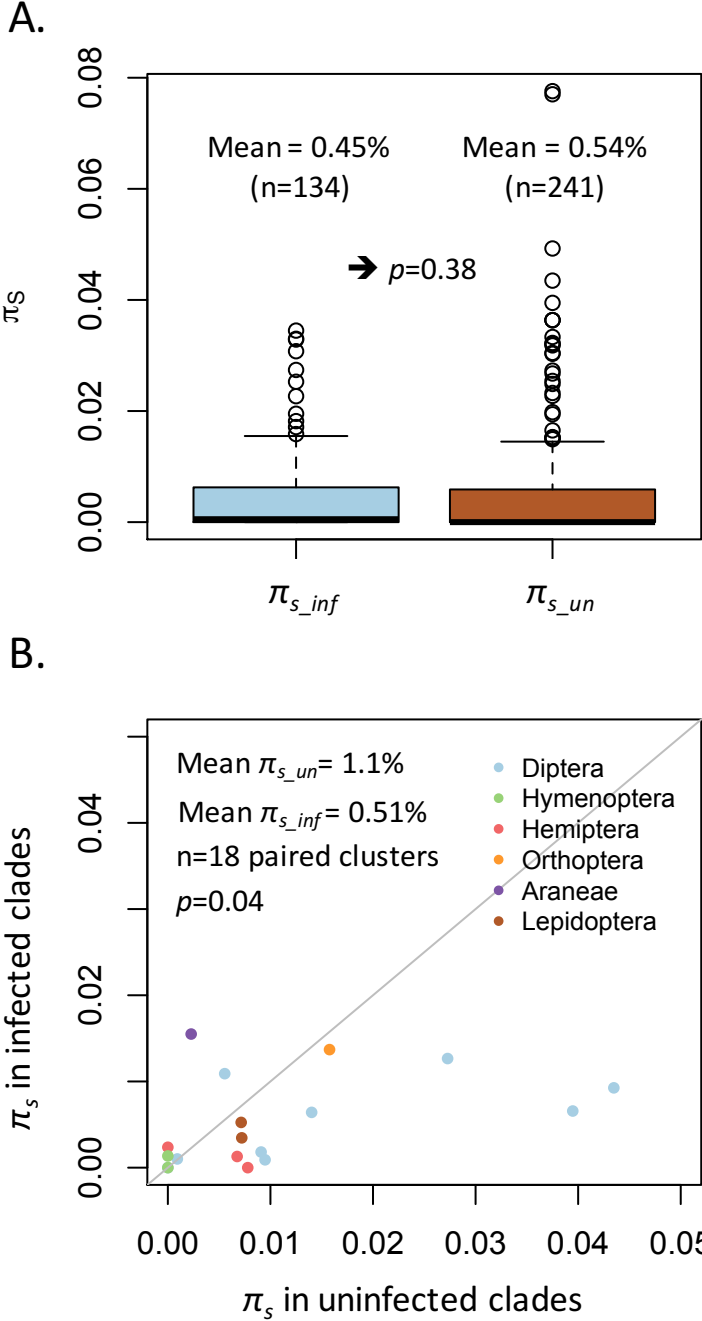 A.
0.08
0.06
0.04
0.02
0.00
πS
Mean = 0.45%
(n=134)
Mean = 0.54%
(n=241)
➔ p=0.38
πs_inf
πs_un
B.
0.04
0.02
0.00
πs in infected clades
Mean πs_un= 1.1%
Mean πs_inf= 0.51%
n=18 paired clusters
p=0.04
Diptera
Hymenoptera
Hemiptera
Orthoptera
Araneae
Lepidoptera
0.00 0.01 0.02 0.03 0.04 0.05
πs in uninfected clades